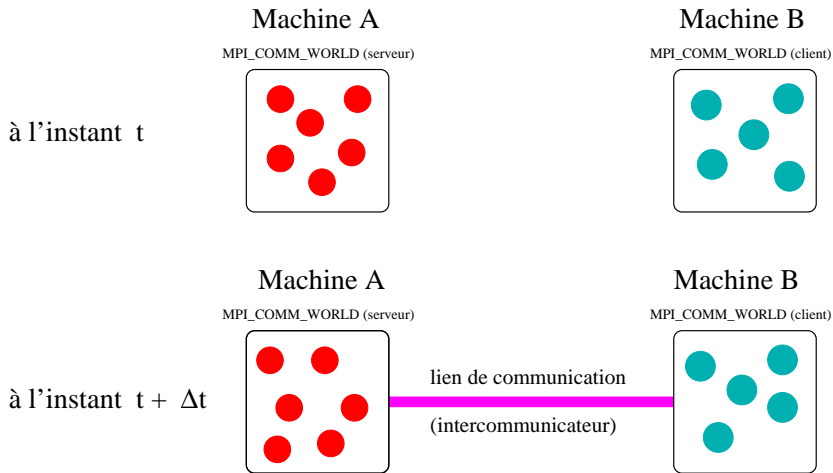 Machine A
Machine B
MPI_COMM_WORLD (serveur)
MPI_COMM_WORLD (client)
à l'instant t
Machine A
Machine B
MPI_COMM_WORLD (serveur)
MPI_COMM_WORLD (client)
lien de communication
à l'instant t + Δt
(intercommunicateur)